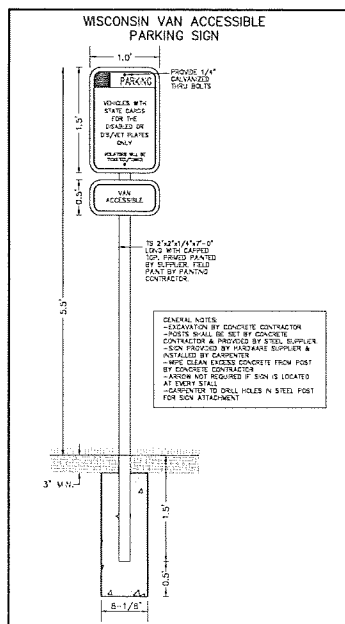 WISCONSIN VAN ACCESSIBLE
PARKING SIGN
1.0'
PARKING
PROVIDE 1/4"
GALVANIZED
THRU BOLTS
VEHICLES WITH
STATE CARDS
FOR THE
DISABLED OR
DIS/VET PLATES
ONLY
VIOLATORS WILL BE
1.5'
VAN
ACCESSIBLE
0.5'
5.5'
TS 2"x2"x1/4"x7'-0"
LONG WITH CAPPED
TOP, PRIMED PAINTED
BY SUPPLIER, FIELD
PAINT BY PAINTING
CONTRACTOR.
GENERAL NOTES:
-EXCAVATION BY CONCRETE CONTRACTOR
-POSTS SHALL BE SET BY CONCRETE
CONTRACTOR & PROVIDED BY STEEL SUPPLIER
-SIGN PROVIDED BY HARDWARE SUPPLIER &
INSTALLED BY CARPENTER
-WIPE CLEAN EXCESS CONCRETE FROM POST
BY CONCRETE CONTRACTOR
-ARROW NOT REQUIRED IF SIGN IS LOCATED
AT EVERY STALL
-CARPENTER TO DRILL HOLES IN STEEL POST
FOR SIGN ATTACHMENT
3" MIN.
1.5'
0.5'
8-1/8"